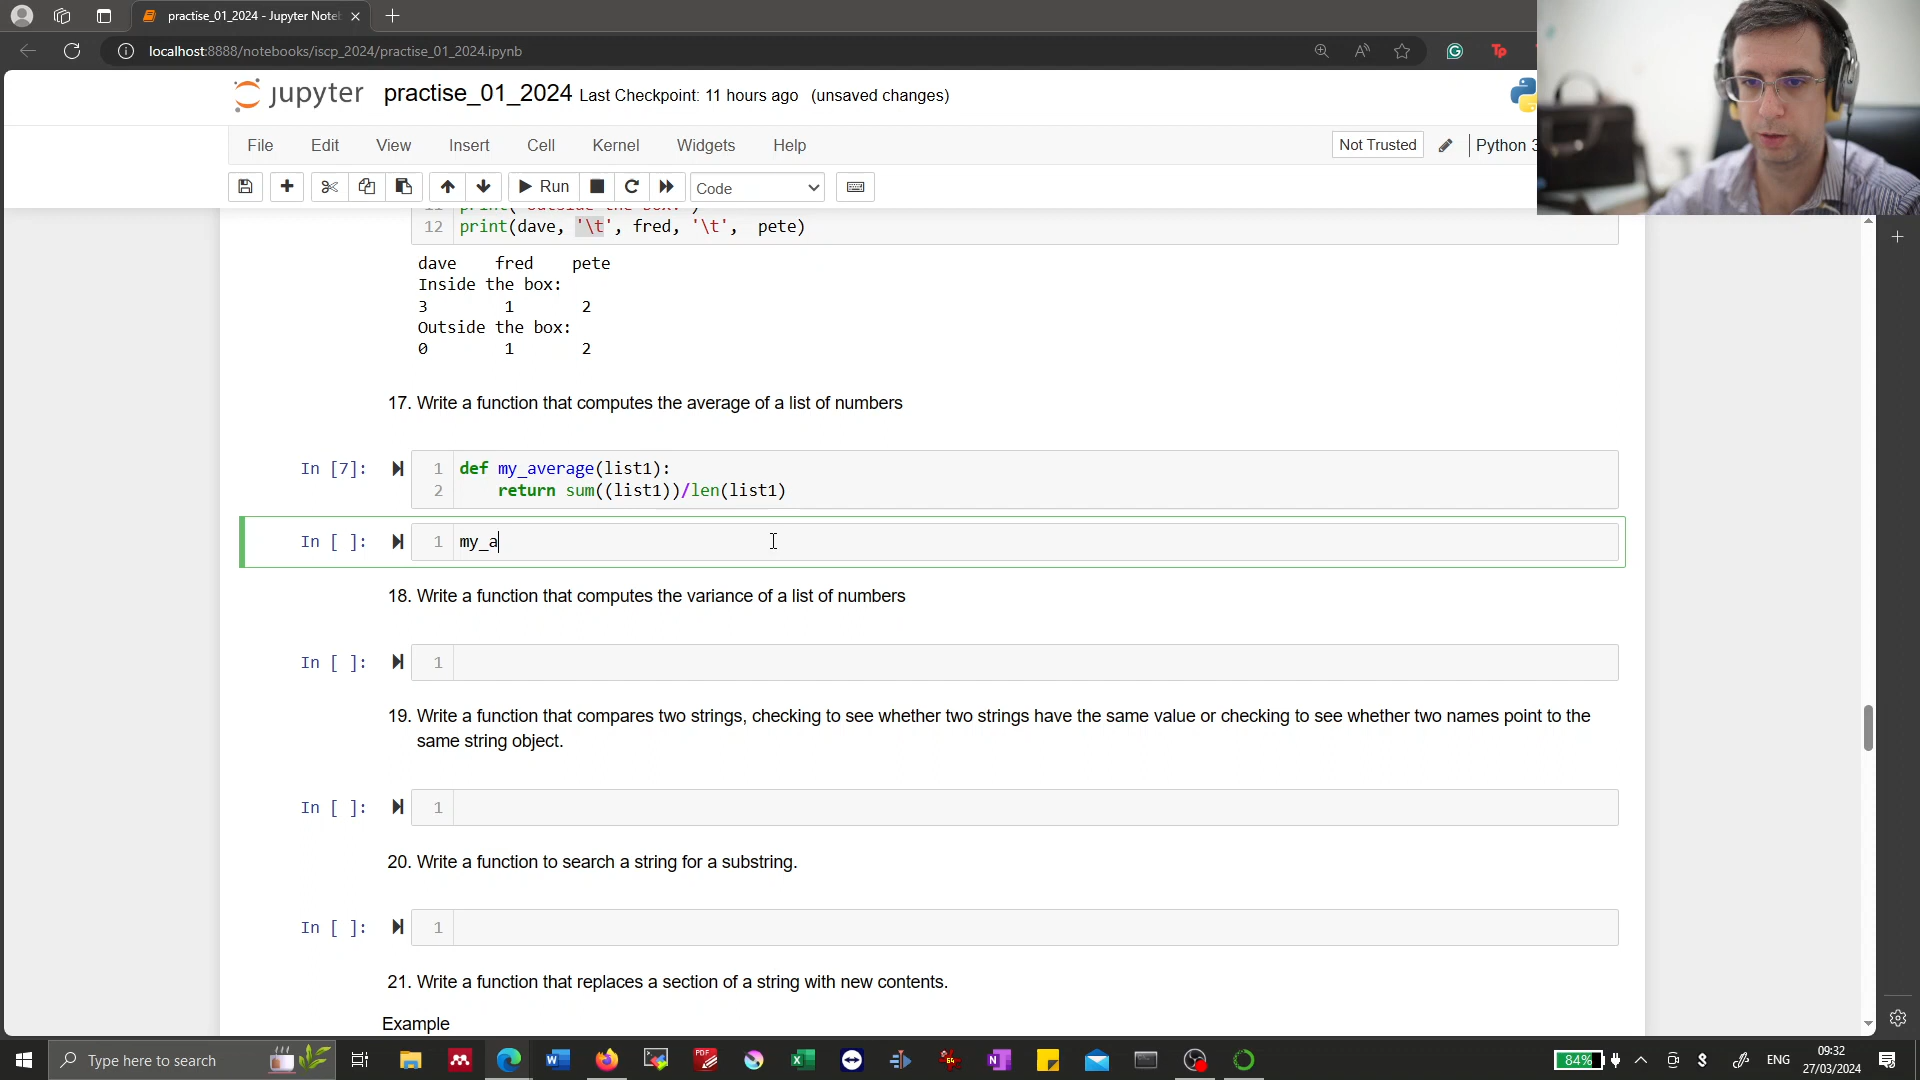 practise_01_2024 - Jupyter Note
localhost:8888/notebooks/iscp_2024/practise_01_2024.ipynb
jupyter practise_01_2024 Last Checkpoint: 11 hours ago (unsaved changes)
File Edit View Insert Cell Kernel Widgets Help Not Trusted Python 3
Run Code
12 print(dave, '\t', fred, '\t', pete)
dave fred pete
Inside the box:
3 1 2
Outside the box:
0 1 2
17. Write a function that computes the average of a list of numbers
In [7]: 1 def my_average(list1):
2 return sum((list1))/len(list1)
In [ ]: 1 my_a
18. Write a function that computes the variance of a list of numbers
In [ ]: 1
19. Write a function that compares two strings, checking to see whether two strings have the same value or checking to see whether two names point to the
same string object.
In [ ]: 1
20. Write a function to search a string for a substring.
In [ ]: 1
21. Write a function that replaces a section of a string with new contents.
Example
Type here to search
84% ENG 09:32
27/03/2024